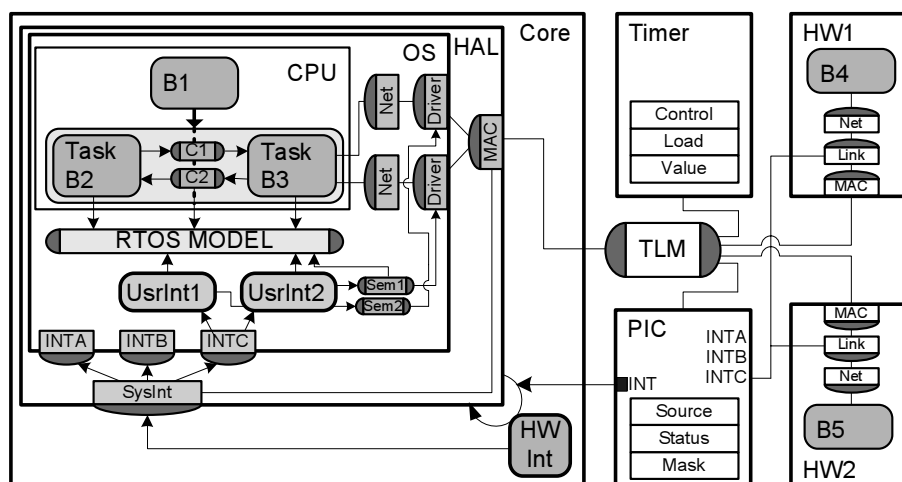 Core
HAL
OS
CPU
B1
Task
B2
C1
C2
Task
B3
Net
Driver
Net
Driver
MAC
RTOS MODEL
UsrInt1
UsrInt2
Sem1
Sem2
INTA
INTB
INTC
SysInt
HW
Int
Timer
Control
Load
Value
TLM
PIC
INTA
INTB
INTC
INT
Source
Status
Mask
HW1
B4
Net
Link
MAC
MAC
Link
Net
B5
HW2